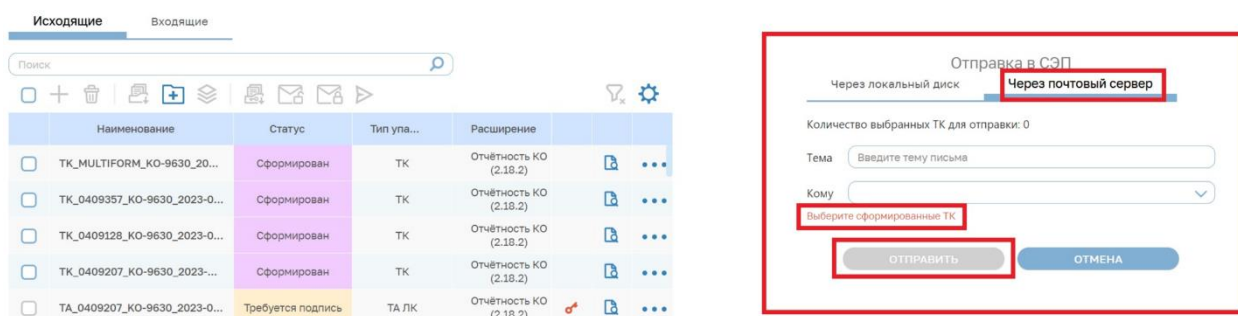 Исходящие Входящие
Поиск
Наименование Статус Тип упа... Расширение
TK_MULTIFORM_KO-9630_20... Сформирован ТК Отчётность КО (2.18.2)
TK_0409357_KO-9630_2023-0... Сформирован ТК Отчётность КО (2.18.2)
TK_0409128_KO-9630_2023-0... Сформирован ТК Отчётность КО (2.18.2)
TK_0409207_KO-9630_2023-... Сформирован ТК Отчётность КО (2.18.2)
TA_0409207_KO-9630_2023-0... Требуется подпись ТА ЛК Отчётность КО (2.18.2)
Отправка в СЭП
Через локальный диск Через почтовый сервер
Количество выбранных ТК для отправки: 0
Тема Введите тему письма
Кому
Выберите сформированные ТК
ОТПРАВИТЬ ОТМЕНА